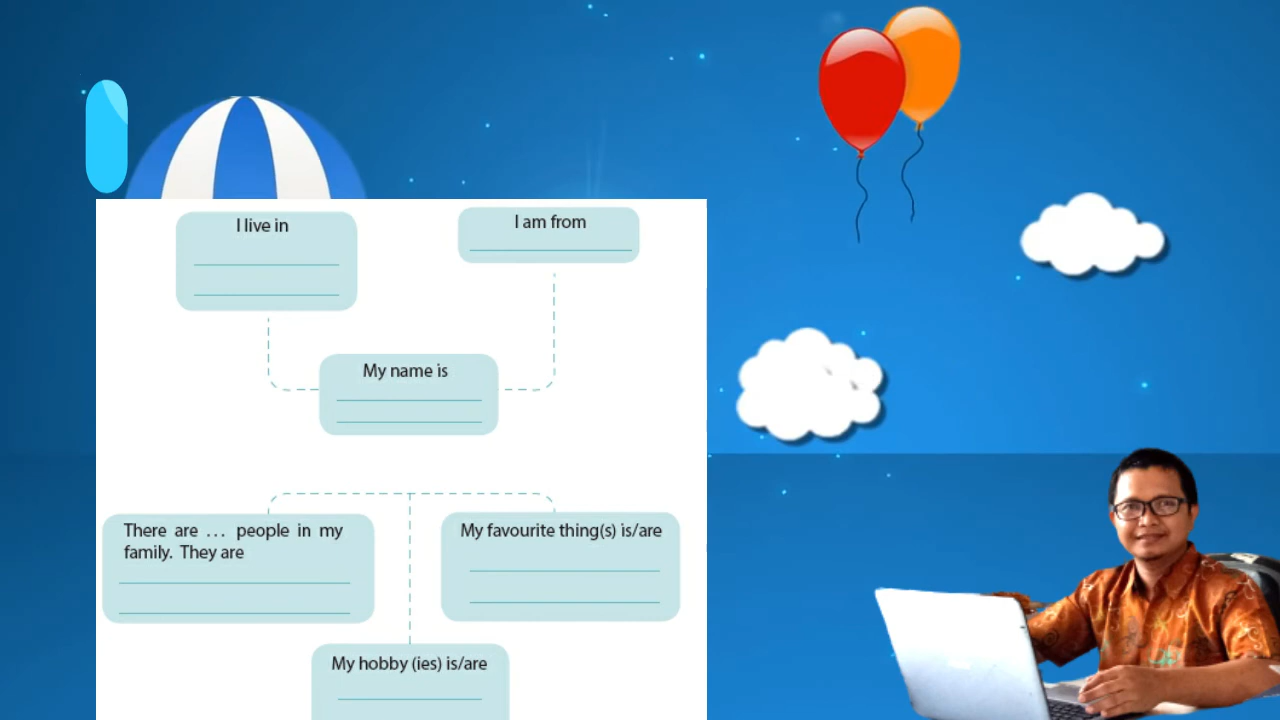 I live in
I am from
My name is
There are ... people in my
family. They are
My favourite thing(s) is/are
My hobby (ies) is/are